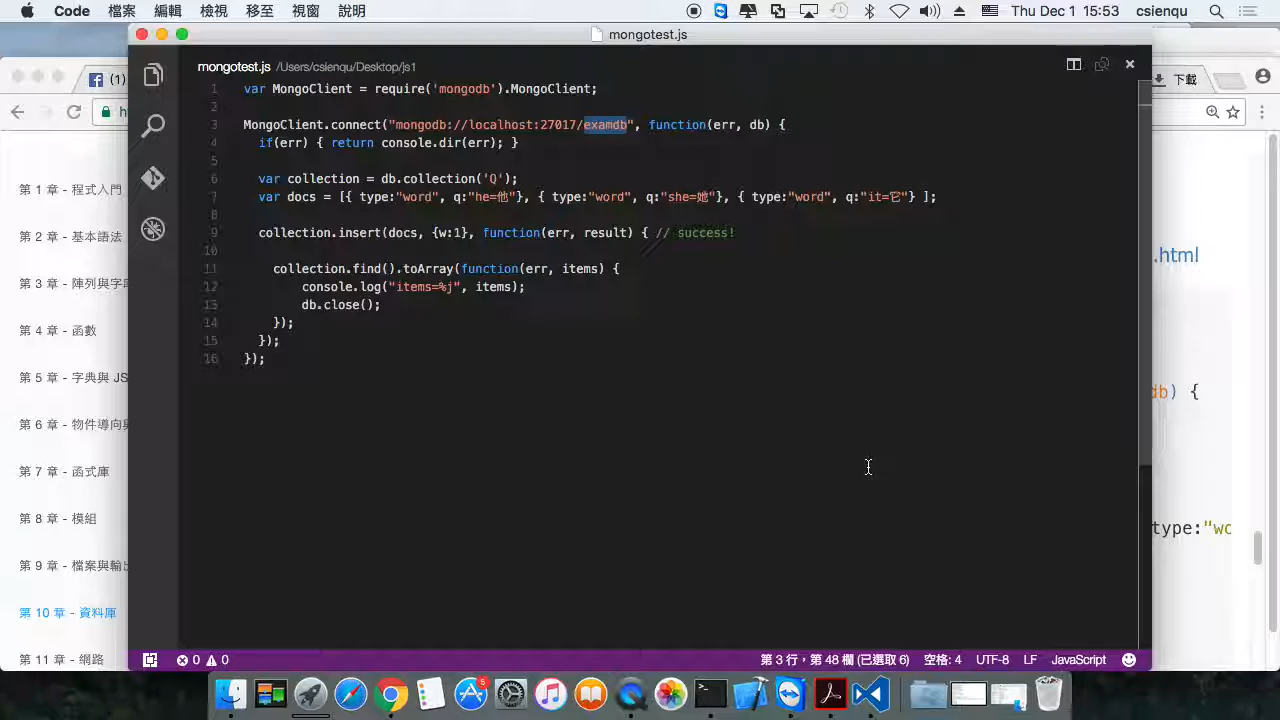 Code 檔案 編輯 檢視 移至 視窗 說明 Thu Dec 1 15:53 csienqu
mongotest.js
mongotest.js /Users/csienqu/Desktop/js1
1 var MongoClient = require('mongodb').MongoClient;
2
3 MongoClient.connect("mongodb://localhost:27017/examdb", function(err, db) {
4 if(err) { return console.dir(err); }
5
6 var collection = db.collection('Q');
7 var docs = [{ type:"word", q:"he=他"}, { type:"word", q:"she=她"}, { type:"word", q:"it=它"} ];
8
9 collection.insert(docs, {w:1}, function(err, result) { // success!
10
11 collection.find().toArray(function(err, items) {
12 console.log("items=%j", items);
13 db.close();
14 });
15 });
16 });
(1)
下載
第 1 章 - 程式入門
第 2 章 - 基本語法
第 3 章 - 陣列與字
第 4 章 - 函數
第 5 章 - 字典與 JS
第 6 章 - 物件導向與
第 7 章 - 函式庫
第 8 章 - 模組
第 9 章 - 檔案與輸
第 10 章 - 資料庫
第 11 章 - 網路
.html
db) {
type:"wo
0 0 第 3 行，第 48 欄 (已選取 6) 空格: 4 UTF-8 LF JavaScript
5